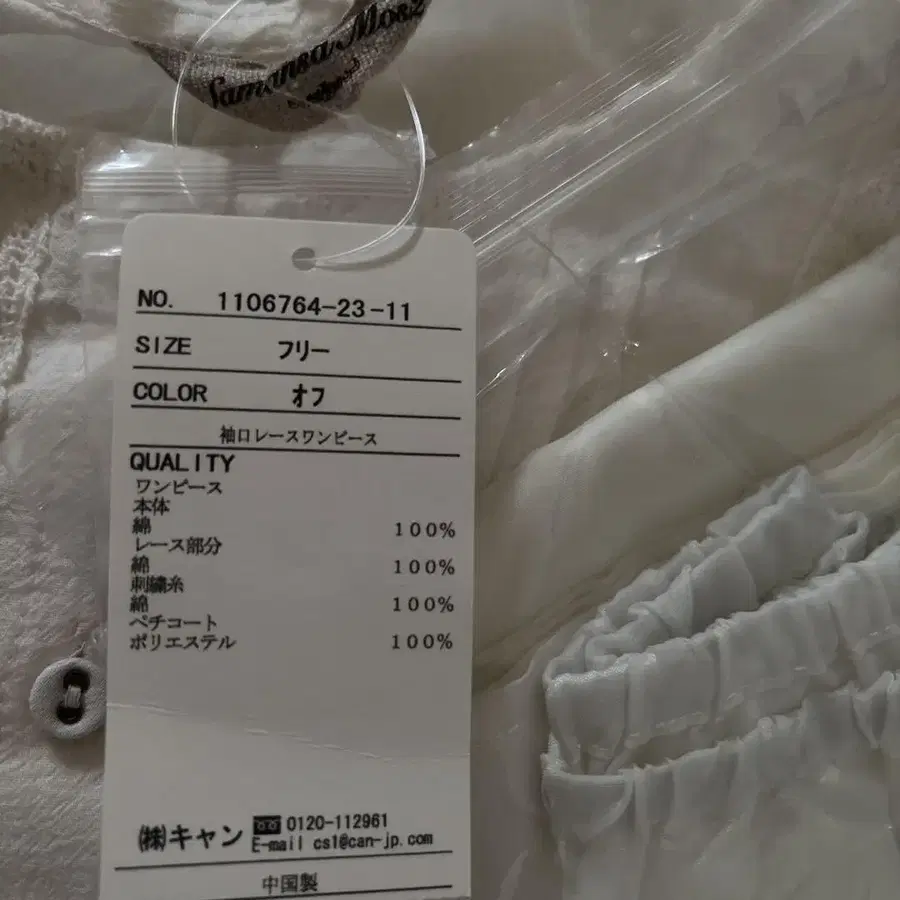 Samansa Mos2
NO. 1106764-23-11
SIZE フリー
COLOR オフ
袖口レースワンピース
QUALITY
ワンピース
本体
綿 100%
レース部分
綿 100%
刺繍糸
綿 100%
ペチコート
ポリエステル 100%
㈱キャン 0120-112961
E-mail cs1@can-jp.com
中国製